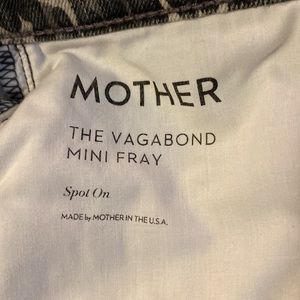 MOTHER
THE VAGABOND
MINI FRAY
Spot On
MADE by MOTHER IN THE U.S.A.